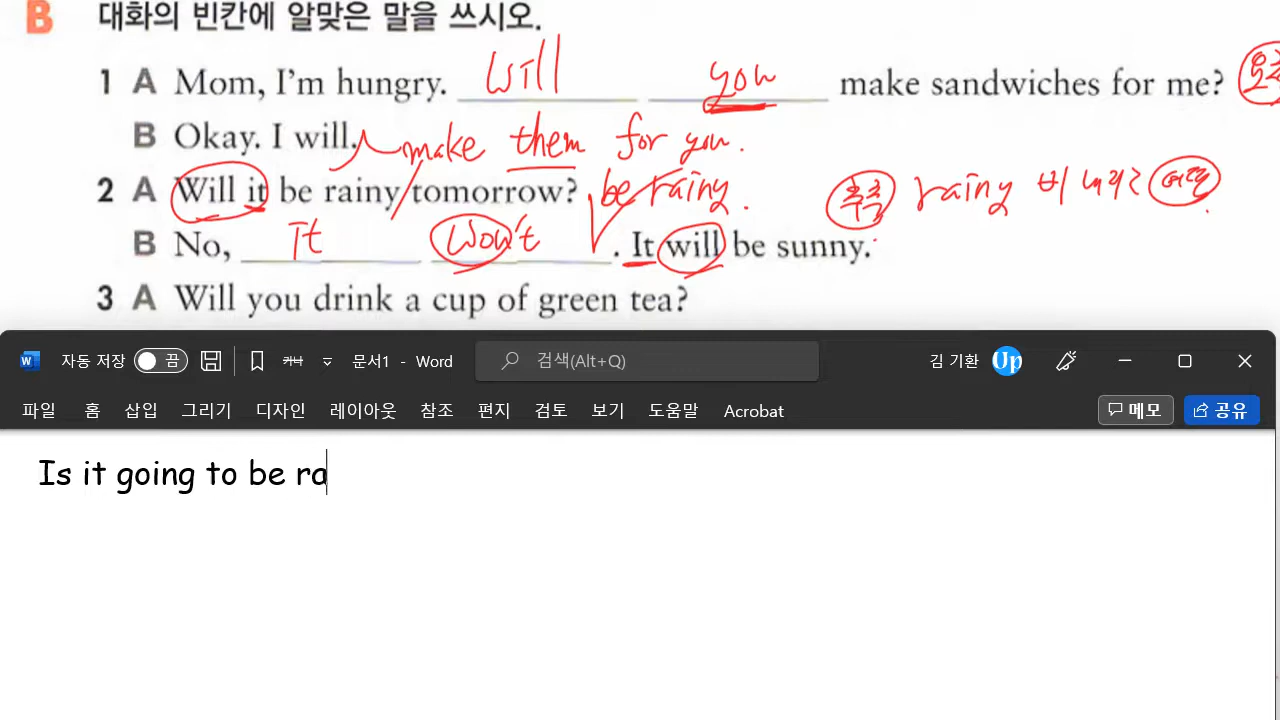 B 대화의 빈칸에 알맞은 말을 쓰시오.
1 A Mom, I'm hungry. will you make sandwiches for me?
B Okay. I will. make them for you.
2 A Will it be rainy/tomorrow? be rainy. 추측 rainy 비 내리는
B No, It won't. It will be sunny.
3 A Will you drink a cup of green tea?
자동 저장 끔 가나 문서1 - Word 검색(Alt+Q) 김 기환 Up
파일 홈 삽입 그리기 디자인 레이아웃 참조 편지 검토 보기 도움말 Acrobat 메모 공유
Is it going to be ra